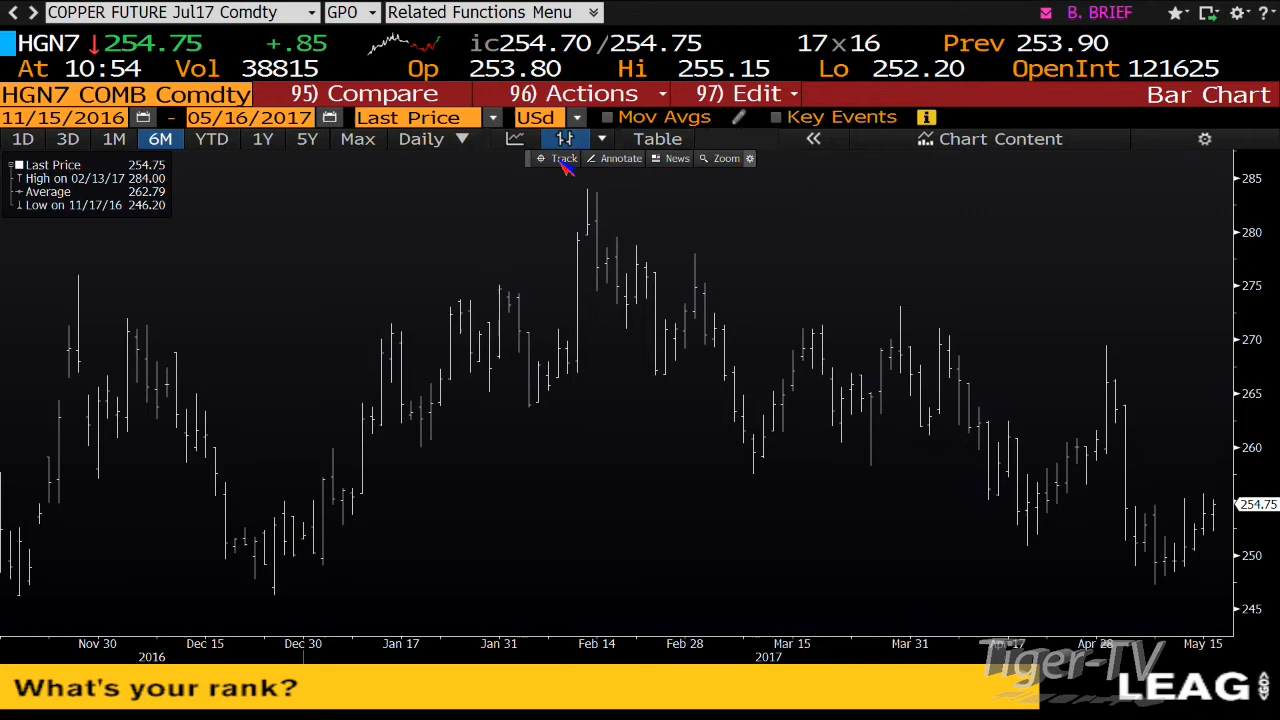 COPPER FUTURE Jul17 Comdty GPO Related Functions Menu B. BRIEF ?
HGN7 ↓254.75 +.85 ic254.70/254.75 17x16 Prev 253.90
At 10:54 Vol 38815 Op 253.80 Hi 255.15 Lo 252.20 OpenInt 121625
HGN7 COMB Comdty 95) Compare 96) Actions 97) Edit Bar Chart
11/15/2016 - 05/16/2017 Last Price Usd Mov Avgs Key Events i
1D 3D 1M 6M YTD 1Y 5Y Max Daily Table « Chart Content
Track Annotate News Zoom
Last Price 254.75
High on 02/13/17 284.00
Average 262.79
Low on 11/17/16 246.20
285
280
275
270
265
260
254.75
250
245
Nov 30 Dec 15 Dec 30 Jan 17 Jan 31 Feb 14 Feb 28 Mar 15 Mar 31 Apr 17 Apr 28 May 15
2016 2017
Tiger-TV
What's your rank? LEAG